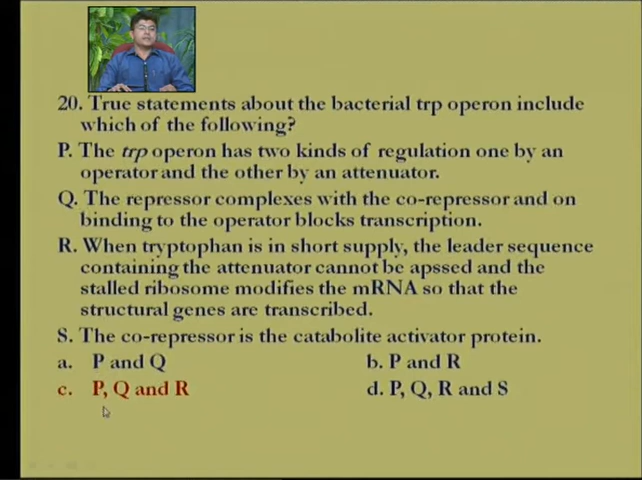 20. True statements about the bacterial trp operon include
which of the following?
P. The trp operon has two kinds of regulation one by an
operator and the other by an attenuator.
Q. The repressor complexes with the co-repressor and on
binding to the operator blocks transcription.
R. When tryptophan is in short supply, the leader sequence
containing the attenuator cannot be apssed and the
stalled ribosome modifies the mRNA so that the
structural genes are transcribed.
S. The co-repressor is the catabolite activator protein.
a. P and Q b. P and R
c. P, Q and R d. P, Q, R and S